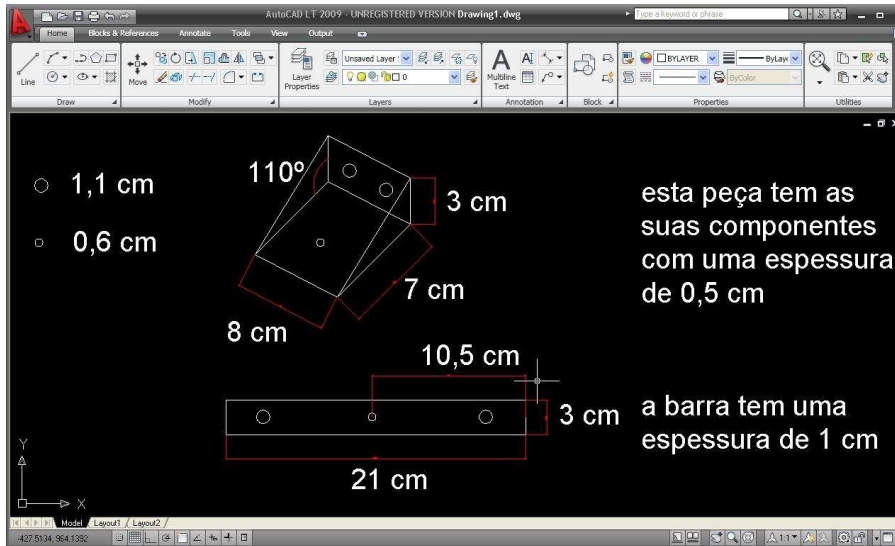 AutoCAD LT 2009 - UNREGISTERED VERSION Drawing1.dwg
Type a keyword or phrase
Home Blocks & References Annotate Tools View Output
Line
Move
Layer
Properties
Unsaved Layer
0
Multiline
Text
BYLAYER
ByLay
ByColor
Draw Modify Layers Annotation Block Properties Utilities
110º
1,1 cm
3 cm
esta peça tem as
suas componentes
com uma espessura
de 0,5 cm
0,6 cm
7 cm
8 cm
10,5 cm
3 cm
a barra tem uma
espessura de 1 cm
21 cm
Y
X
Model Layout1 Layout2
-427.5134, 964.1392
1:1